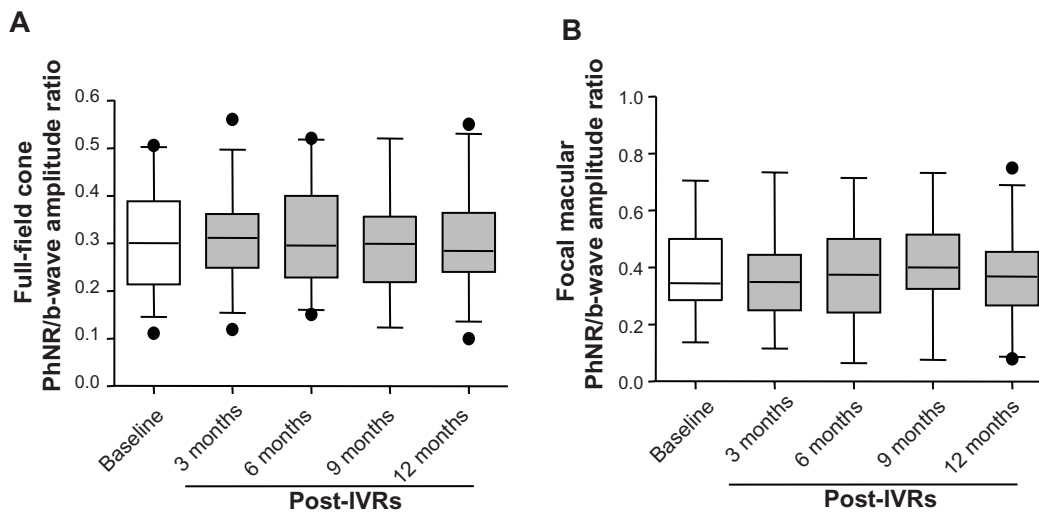 A
Full-field cone
PhNR/b-wave amplitude ratio
0.6
0.5
0.4
0.3
0.2
0.1
0.0
Baseline
3 months
6 months
9 months
12 months
Post-IVRs
B
Focal macular
PhNR/b-wave amplitude ratio
1.0
0.8
0.6
0.4
0.2
0.0
Baseline
3 months
6 months
9 months
12 months
Post-IVRs